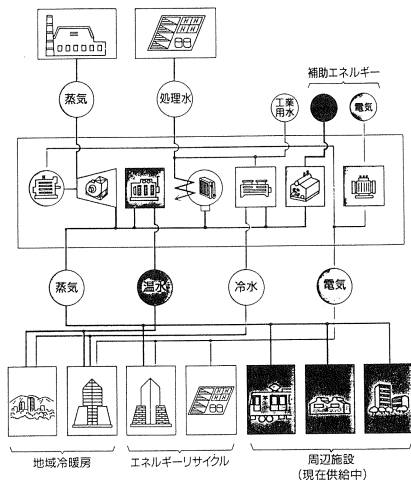 補助エネルギー
蒸気
処理水
工業
用水
電気
蒸気
温水
冷水
電気
地域冷暖房
エネルギーリサイクル
周辺施設
(現在供給中)